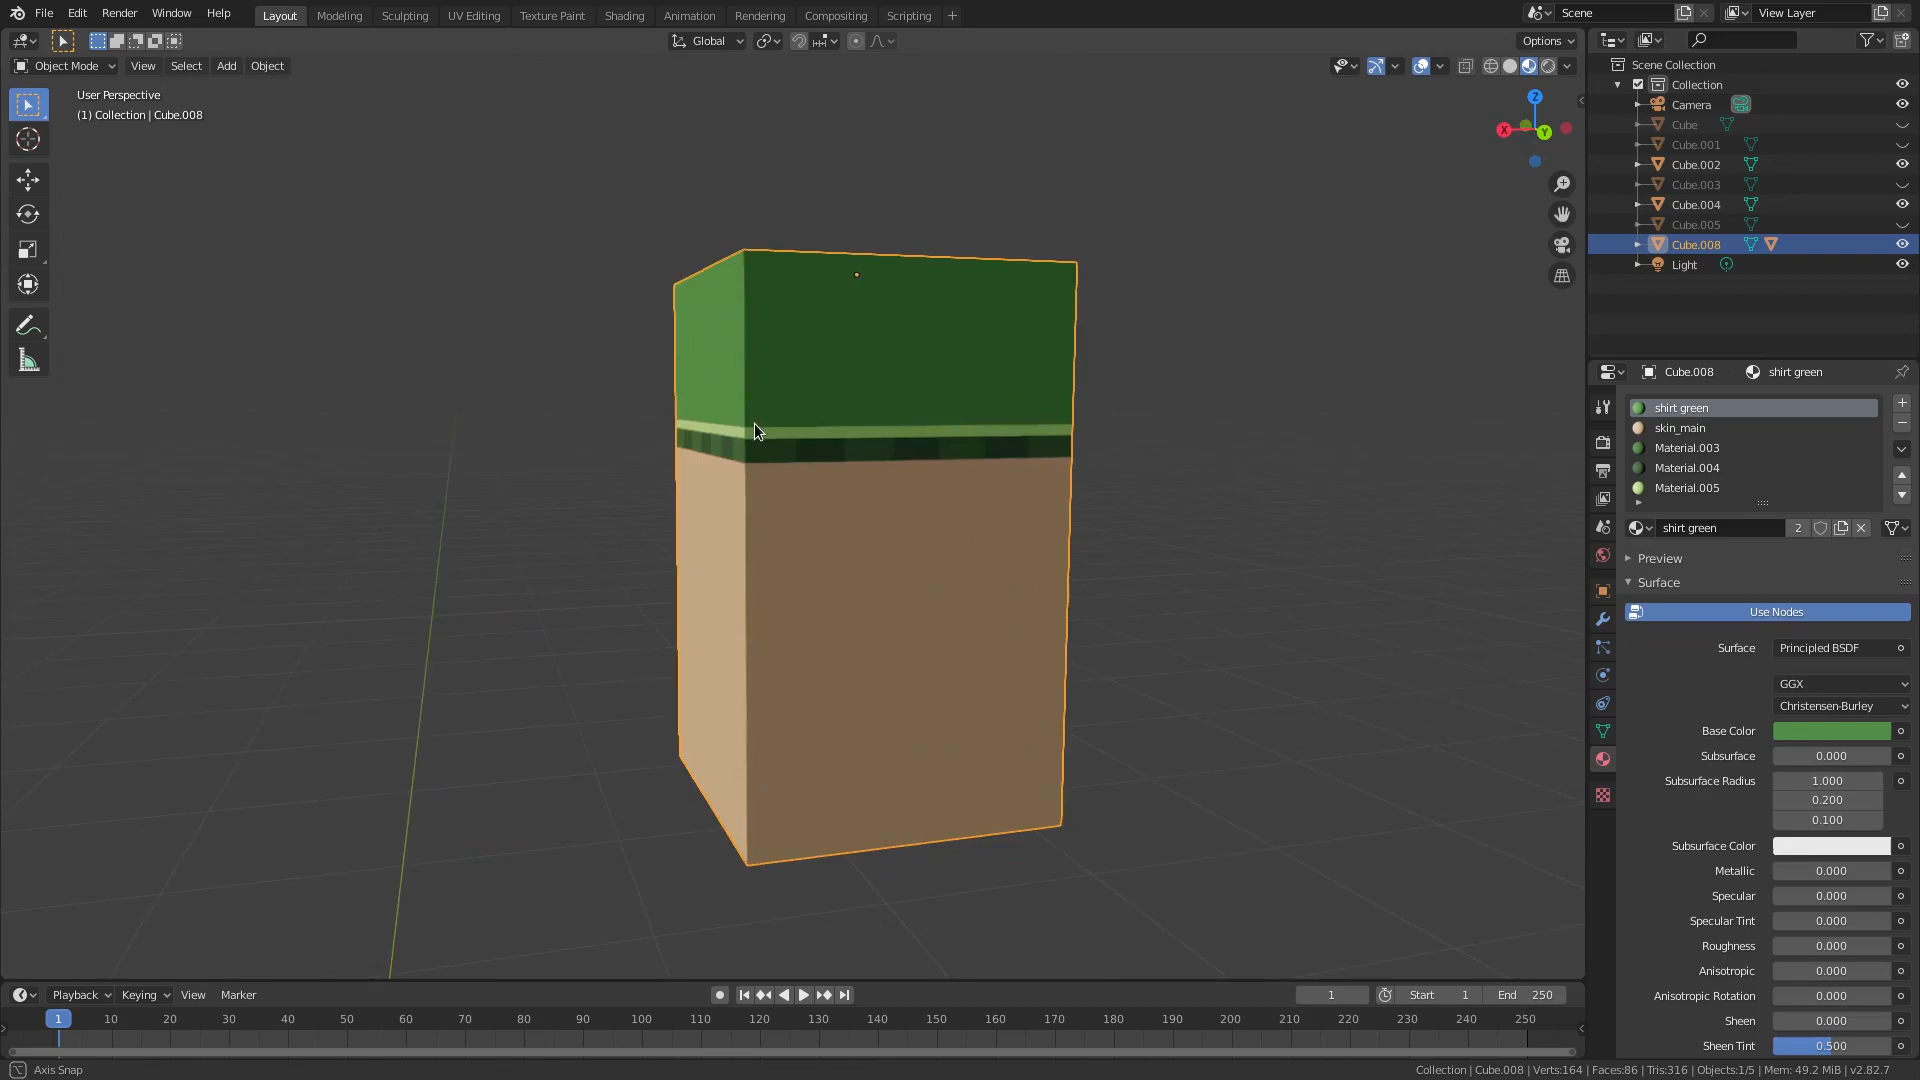 File Edit Render Window Help Layout Modeling Sculpting UV Editing Texture Paint Shading Animation Rendering Compositing Scripting + Scene View Layer
Global Options
Object Mode View Select Add Object
User Perspective
(1) Collection | Cube.008
Z
X
Y
Scene Collection
Collection
Camera
Cube
Cube.001
Cube.002
Cube.003
Cube.004
Cube.005
Cube.008
Light
Cube.008 shirt green
shirt green
skin_main
Material.003
Material.004
Material.005
shirt green 2
Preview
Surface
Use Nodes
Surface Principled BSDF
GGX
Christensen-Burley
Base Color
Subsurface 0.000
Subsurface Radius 1.000
0.200
0.100
Subsurface Color
Metallic 0.000
Specular 0.000
Specular Tint 0.000
Roughness 0.000
Anisotropic 0.000
Anisotropic Rotation 0.000
Sheen 0.000
Sheen Tint 0.500
Playback Keying View Marker 1 Start 1 End 250
1 10 20 30 40 50 60 70 80 90 100 110 120 130 140 150 160 170 180 190 200 210 220 230 240 250
Axis Snap Collection | Cube.008 | Verts:164 | Faces:86 | Tris:316 | Objects:1/5 | Mem: 49.2 MiB | v2.82.7